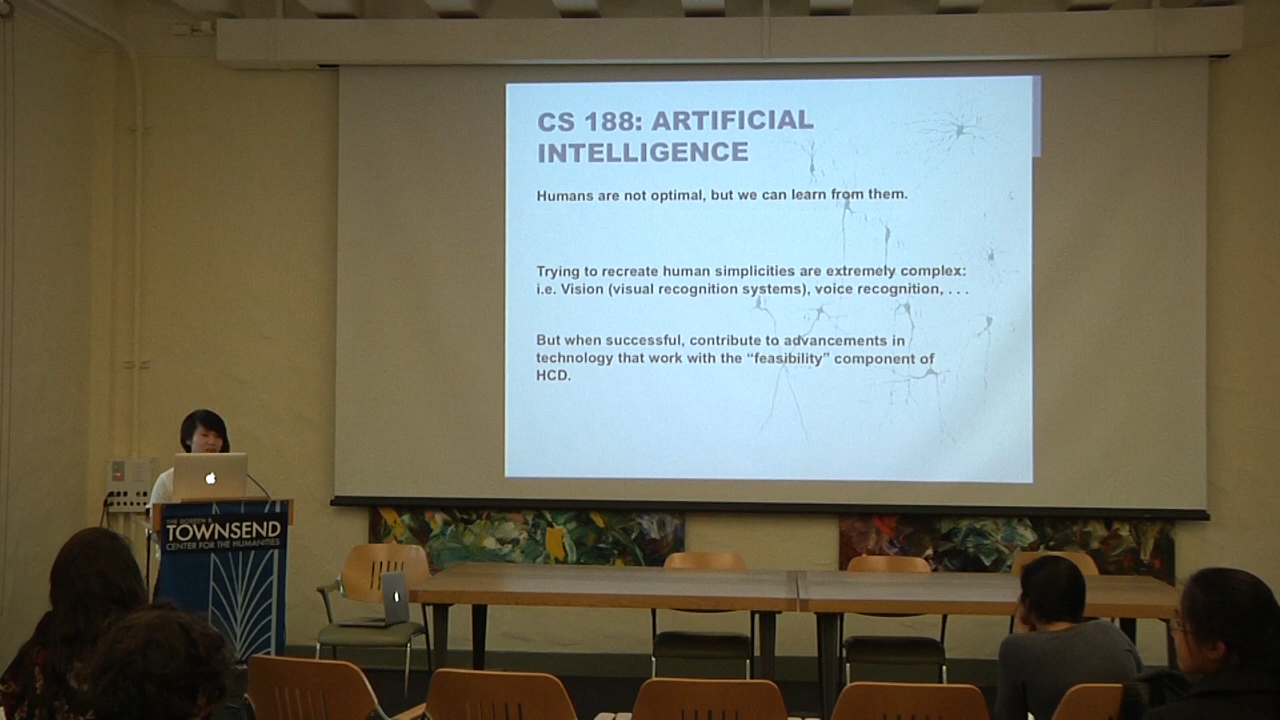 CS 188: ARTIFICIAL
INTELLIGENCE
Humans are not optimal, but we can learn from them.
Trying to recreate human simplicities are extremely complex:
i.e. Vision (visual recognition systems), voice recognition, . . .
But when successful, contribute to advancements in
technology that work with the “feasibility” component of
HCD.
THE DOREEN B.
TOWNSEND
CENTER FOR THE HUMANITIES